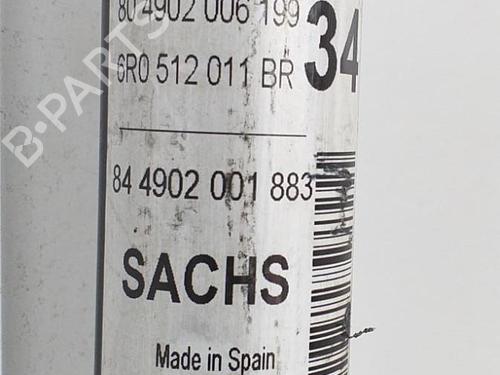 80 4902 006 199
6R0 512 011 BR
34
84 4902 001 883
SACHS
Made in Spain
B-PARTS